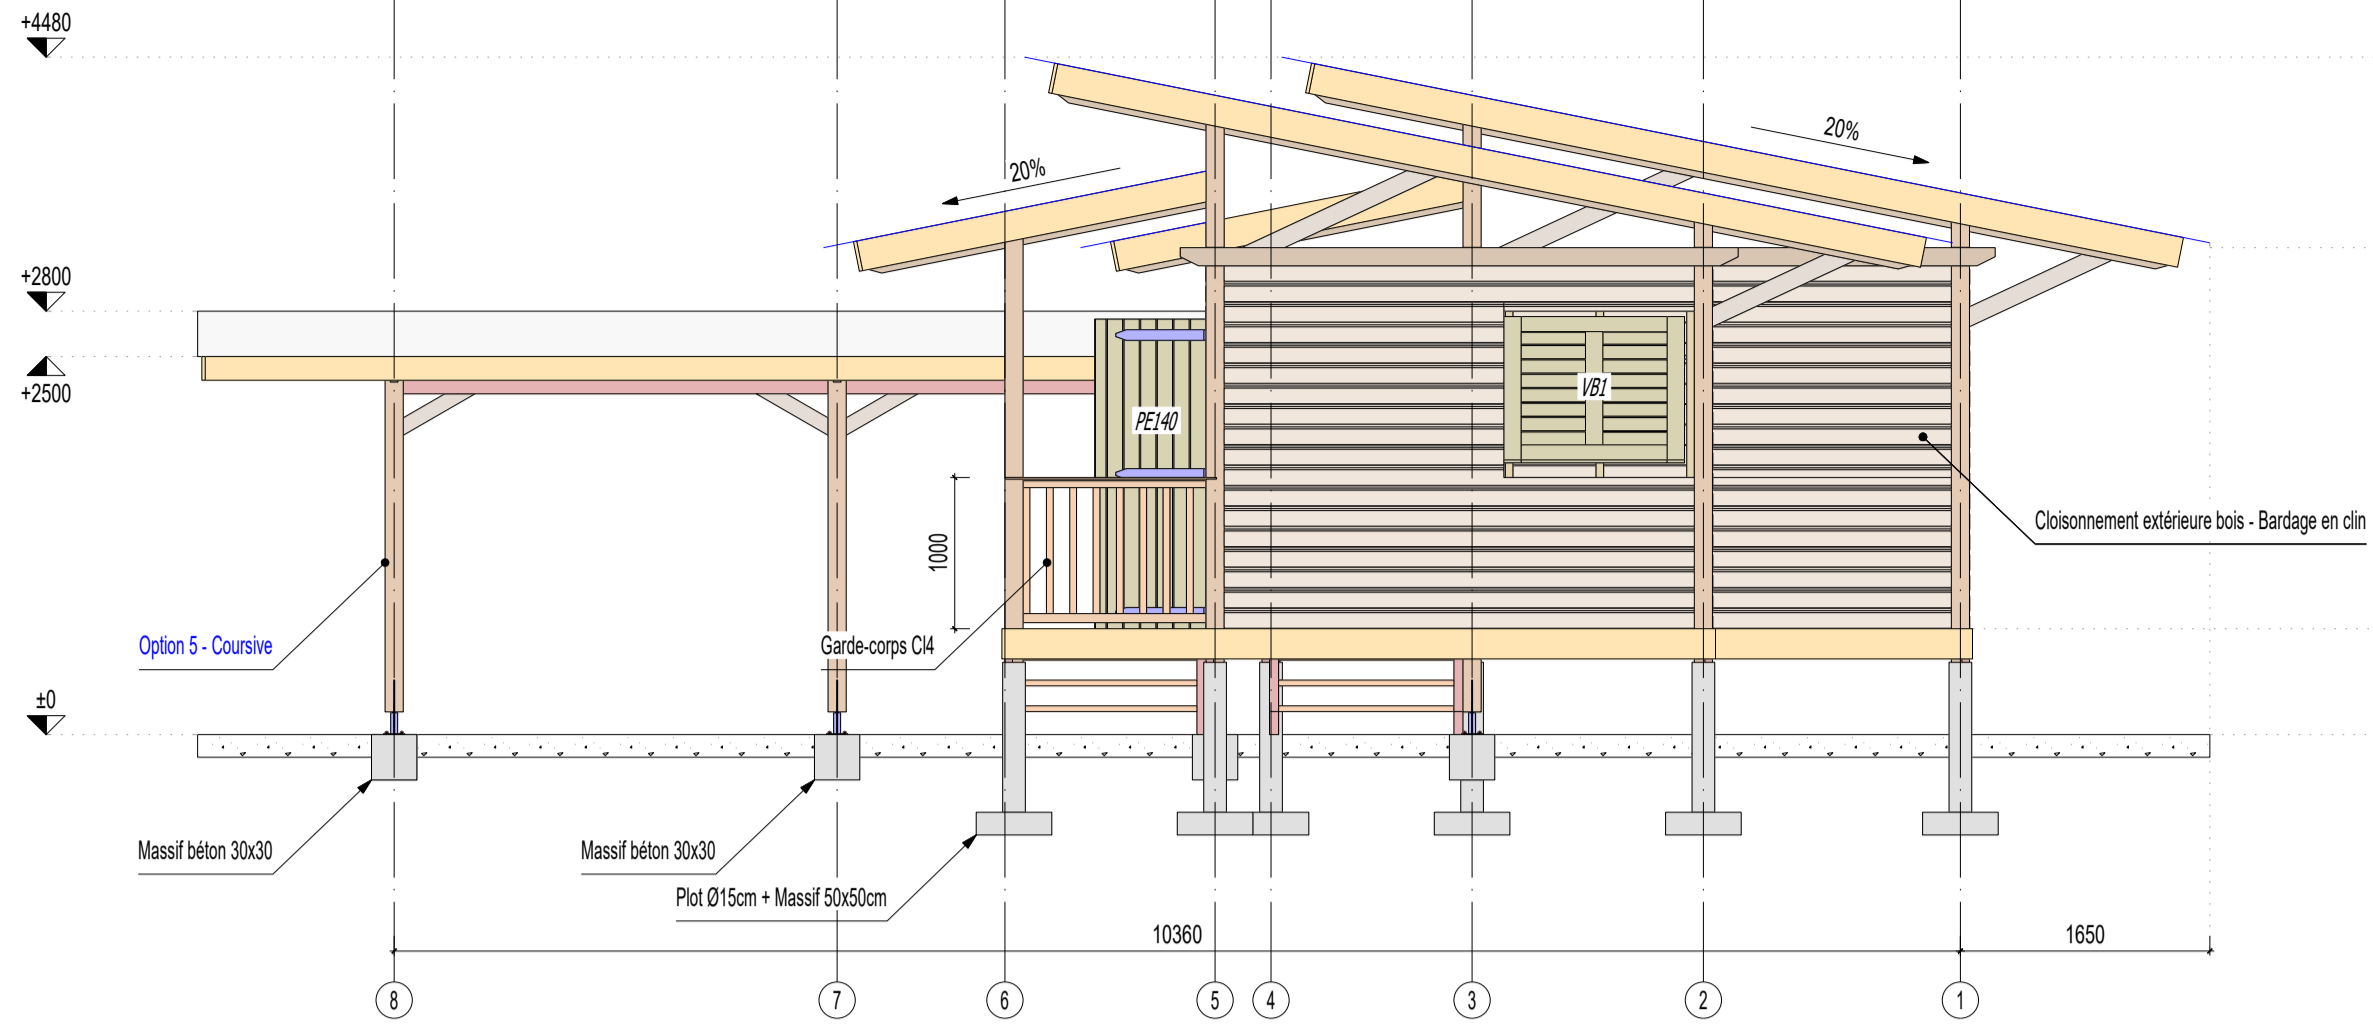 +4480
20%
20%
+2800
+2500
PE140
VB1
1000
Cloisonnement extérieure bois - Bardage en clin
Option 5 - Coursive
Garde-corps Cl4
±0
Massif béton 30x30
Massif béton 30x30
Plot Ø15cm + Massif 50x50cm
10360
1650
8
7
6
5
4
3
2
1